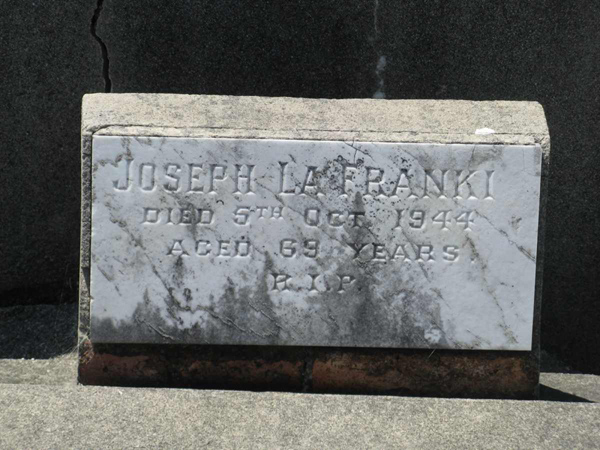 JOSEPH LA FRANKI
DIED 5TH OCT. 1944
AGED 69 YEARS.
R.I.P.